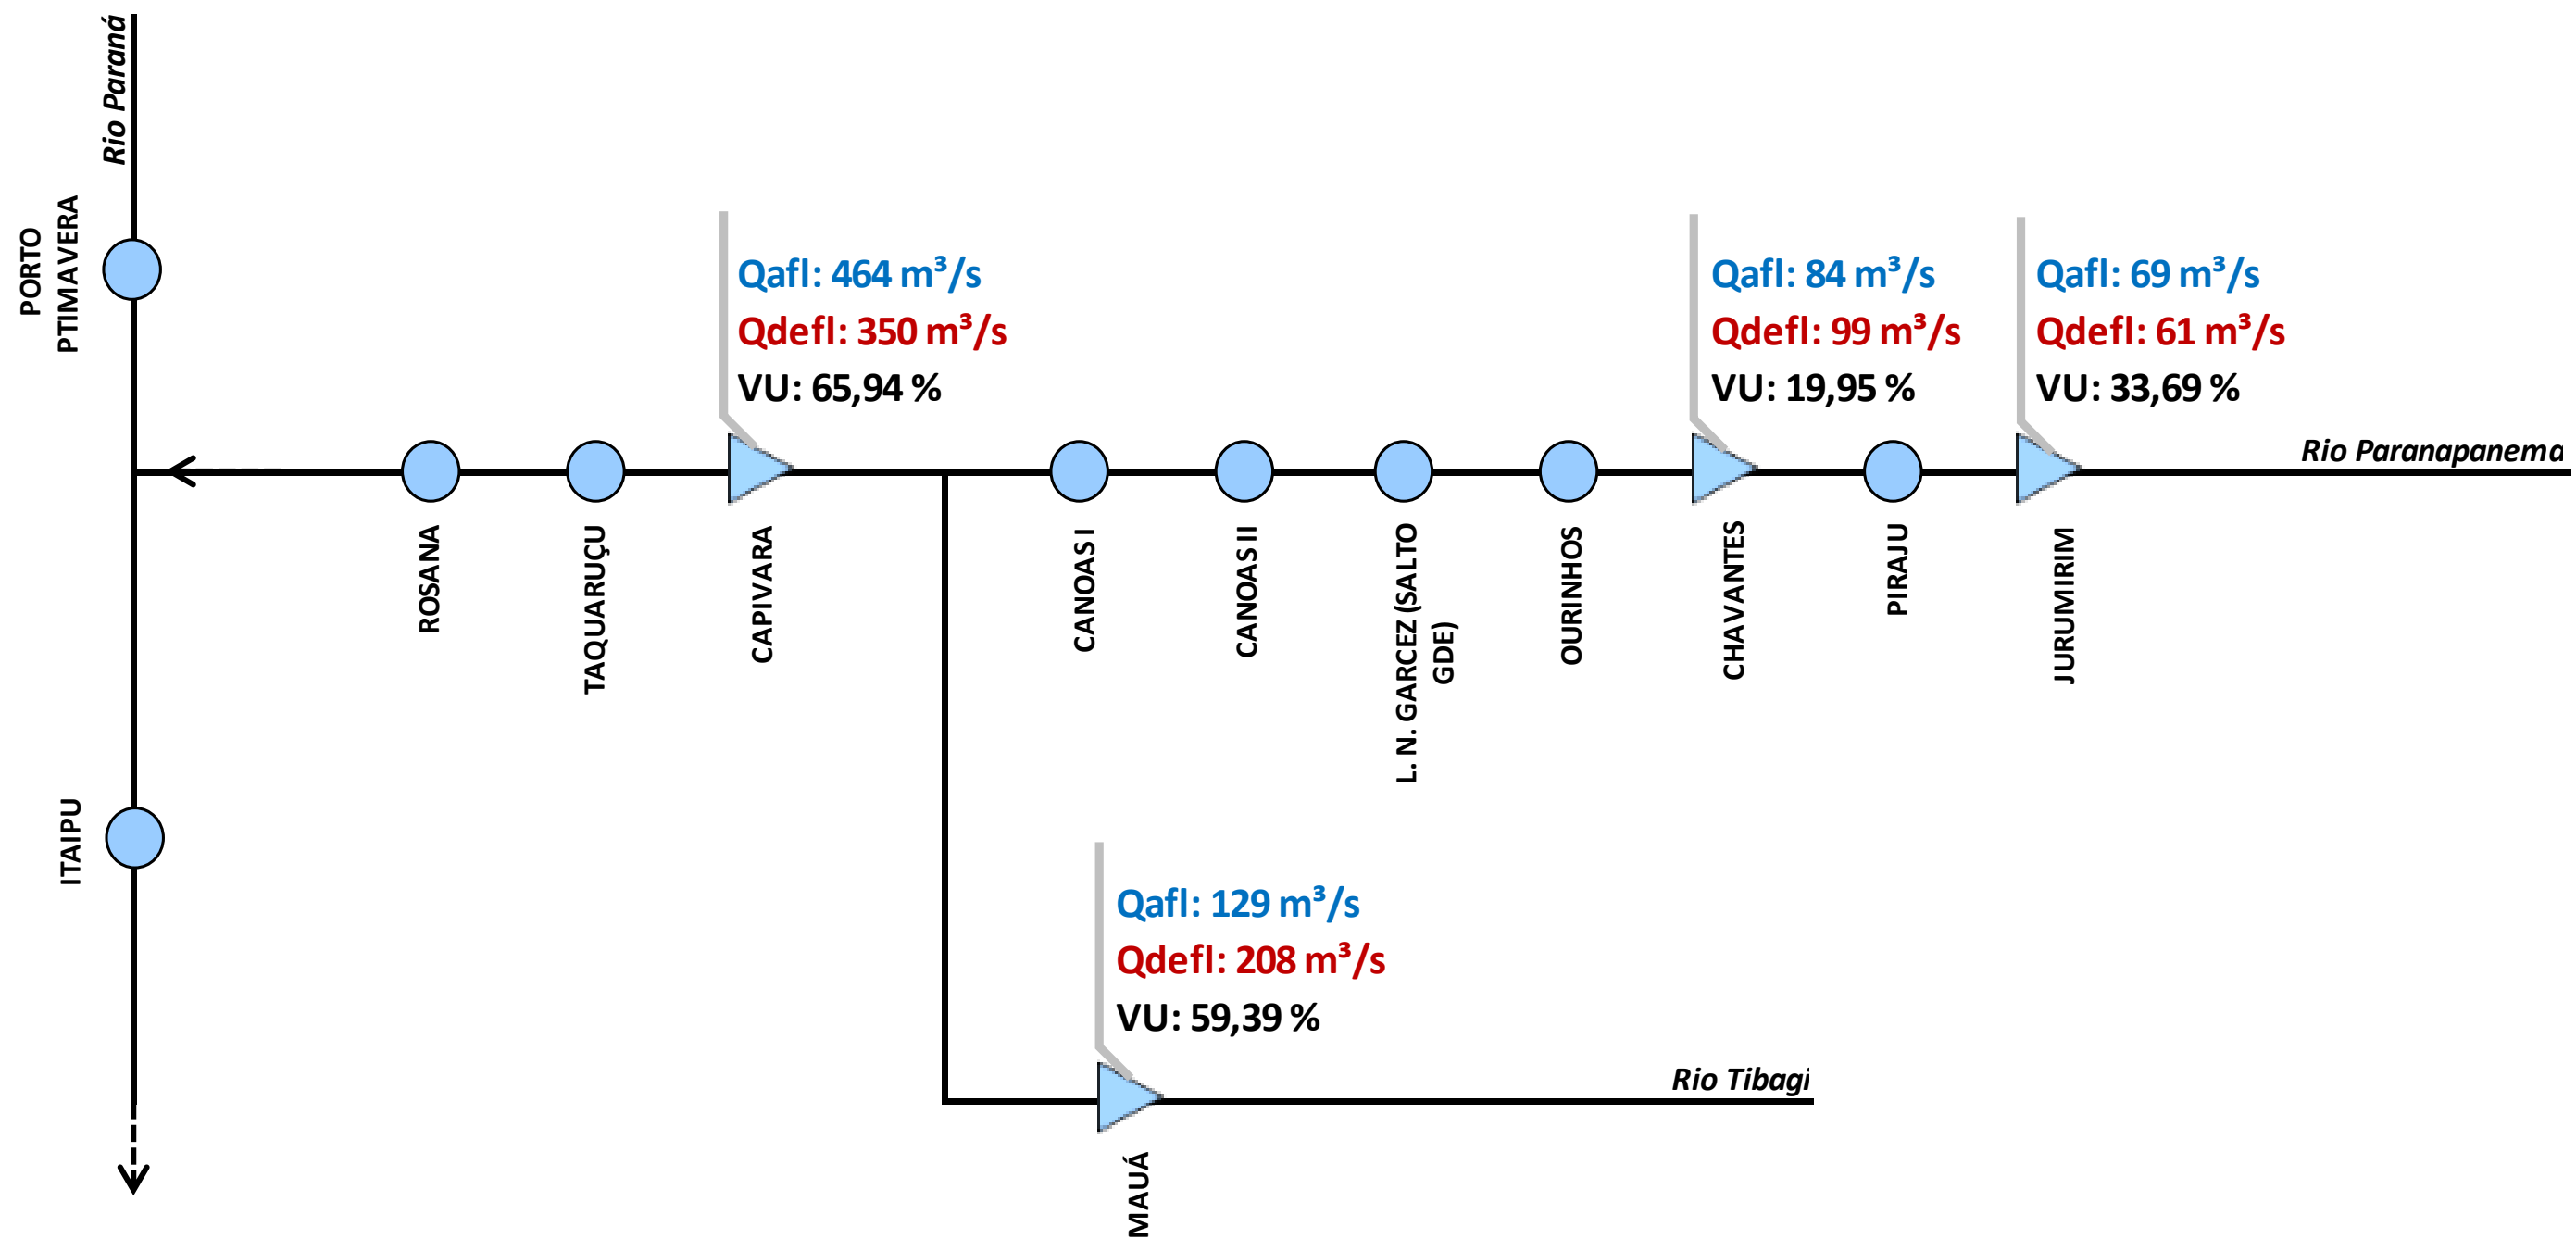 Rio Paraná
PORTO
PTIMAVERA
Qafl: 464 m³/s
Qdefl: 350 m³/s
VU: 65,94 %
Qafl: 84 m³/s
Qdefl: 99 m³/s
VU: 19,95 %
Qafl: 69 m³/s
Qdefl: 61 m³/s
VU: 33,69 %
Rio Paranapanema
ROSANA
TAQUARUÇU
CAPIVARA
CANOAS I
CANOAS II
L. N. GARCEZ (SALTO
GDE)
OURINHOS
CHAVANTES
PIRAJU
JURUMIRIM
ITAIPU
Qafl: 129 m³/s
Qdefl: 208 m³/s
VU: 59,39 %
Rio Tibagi
MAUÁ